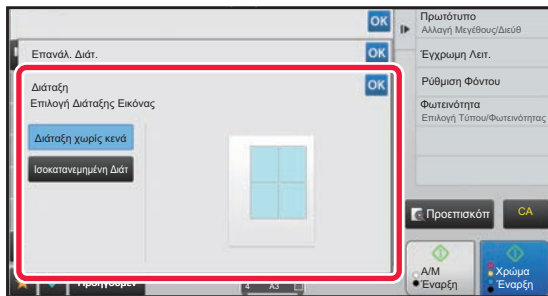 OK
Επανάλ. Διάτ.
OK
Διάταξη
OK
Επιλογή Διάταξης Εικόνας
Διάταξη χωρίς κενά
Ισοκατανεμημένη Διάτ
Πρωτότυπο
Αλλαγή Μεγέθους/Διεύθ
Έγχρωμη Λειτ.
Ρύθμιση Φόντου
Φωτεινότητα
Επιλογή Τύπου/Φωτεινότητας
Προεπισκόπ
CA
Α/Μ
Έναρξη
Χρώμα
Έναρξη